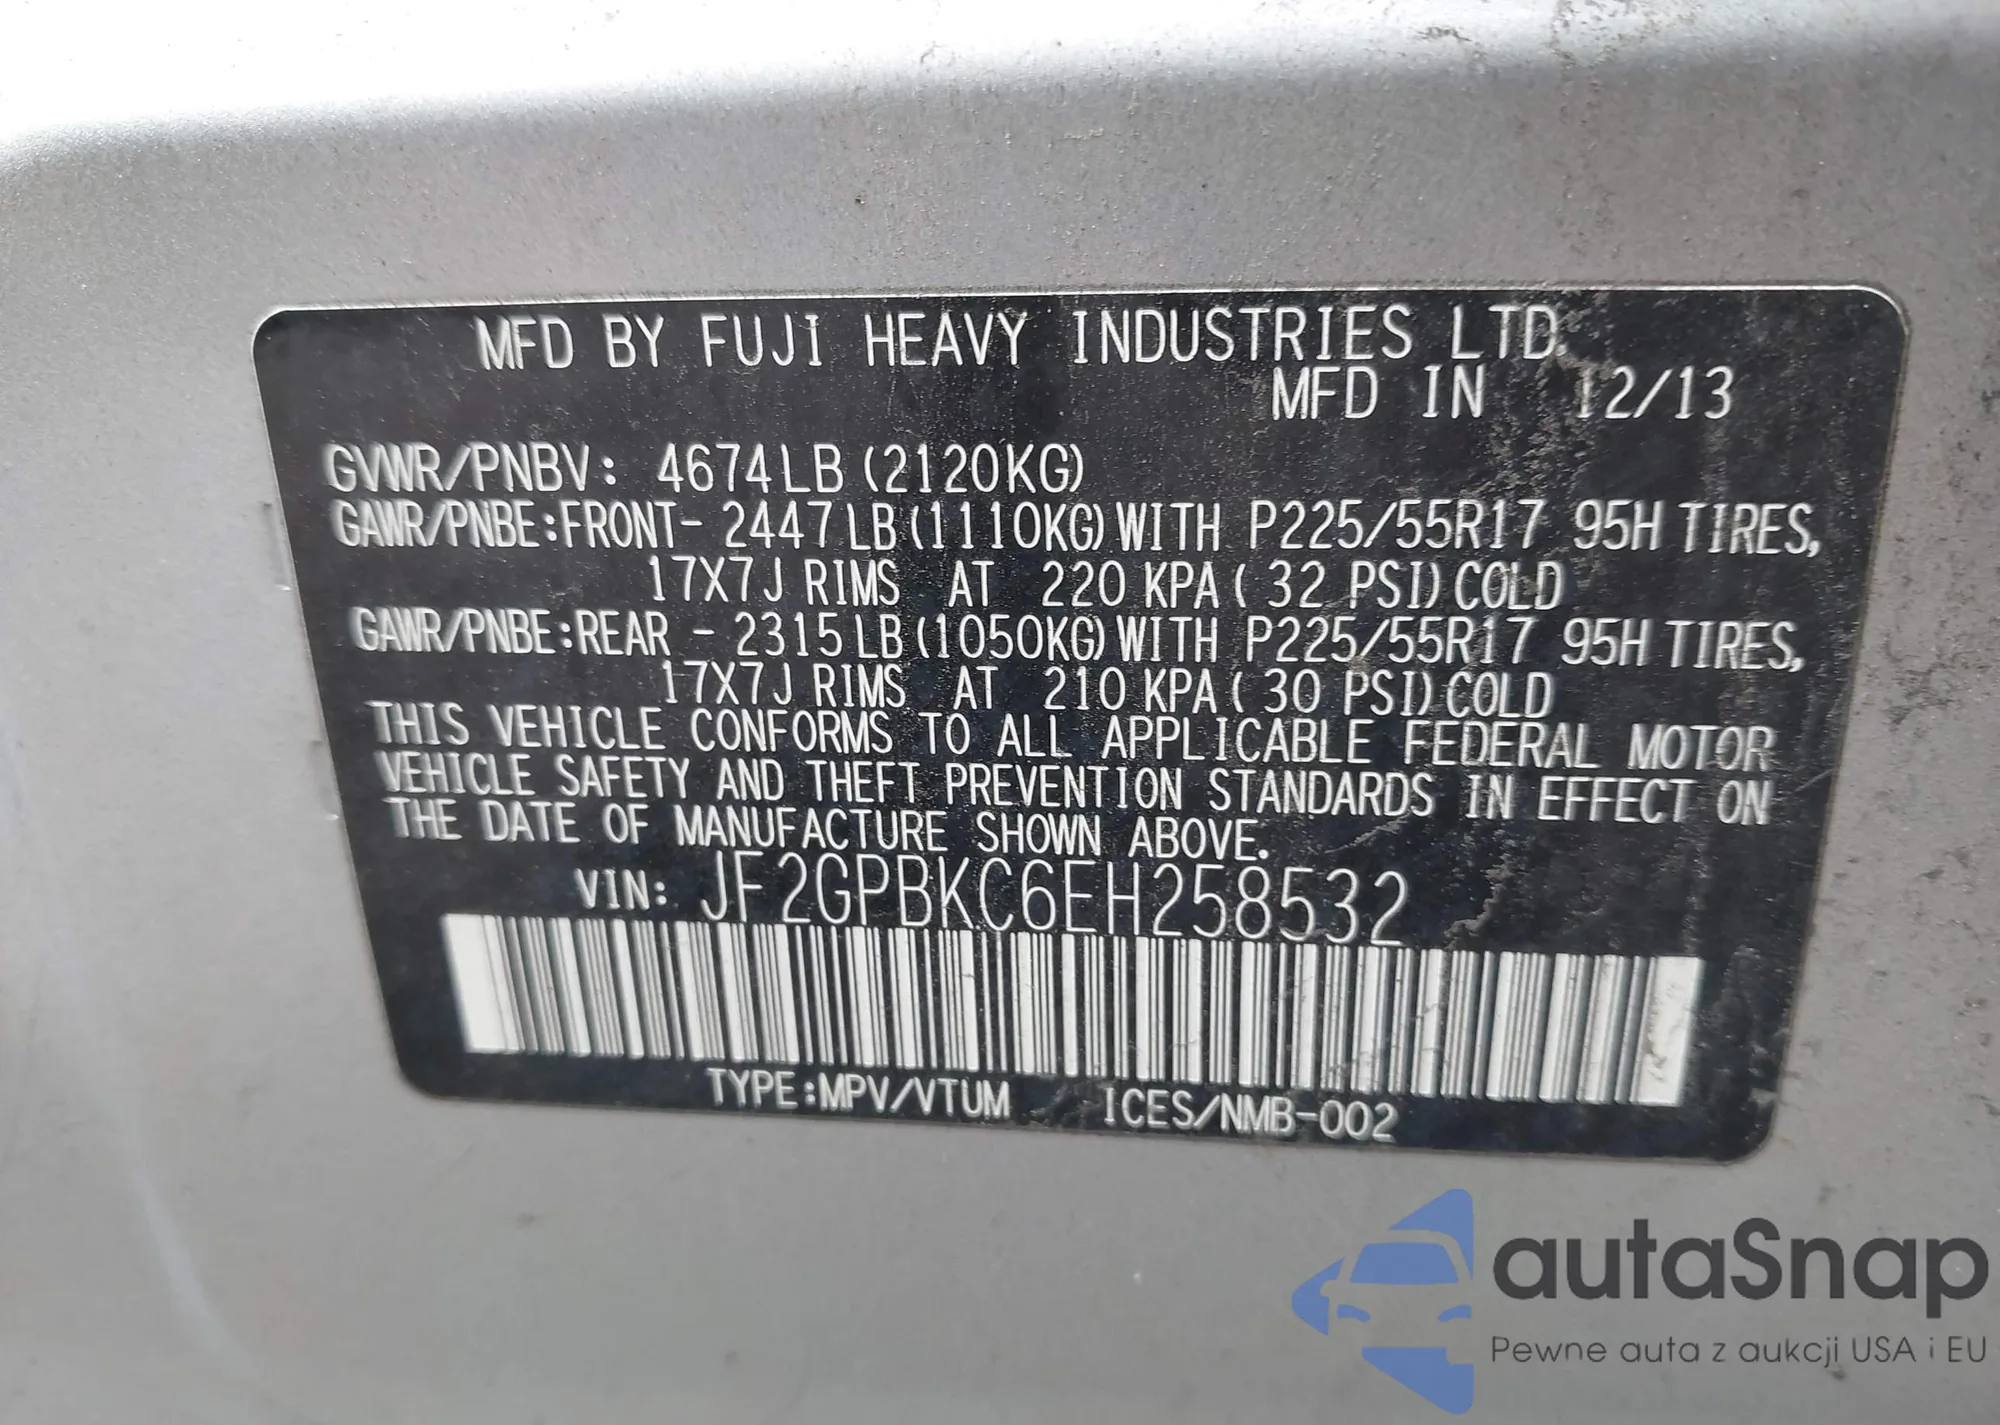 MFD BY FUJI HEAVY INDUSTRIES LTD.
MFD IN 12/13
GVWR/PNBV: 4674LB (2120KG)
GAWR/PNBE:FRONT- 2447LB(1110KG)WITH P225/55R17 95H TIRES,
17X7J RIMS AT 220 KPA( 32 PSI)COLD
GAWR/PNBE:REAR - 2315LB(1050KG)WITH P225/55R17 95H TIRES,
17X7J RIMS AT 210 KPA( 30 PSI)COLD
THIS VEHICLE CONFORMS TO ALL APPLICABLE FEDERAL MOTOR
VEHICLE SAFETY AND THEFT PREVENTION STANDARDS IN EFFECT ON
THE DATE OF MANUFACTURE SHOWN ABOVE.
VIN: JF2GPBKC6EH258532
TYPE:MPV/VTUM ICES/NMB-002
autaSnap
Pewne auta z aukcji USA i EU